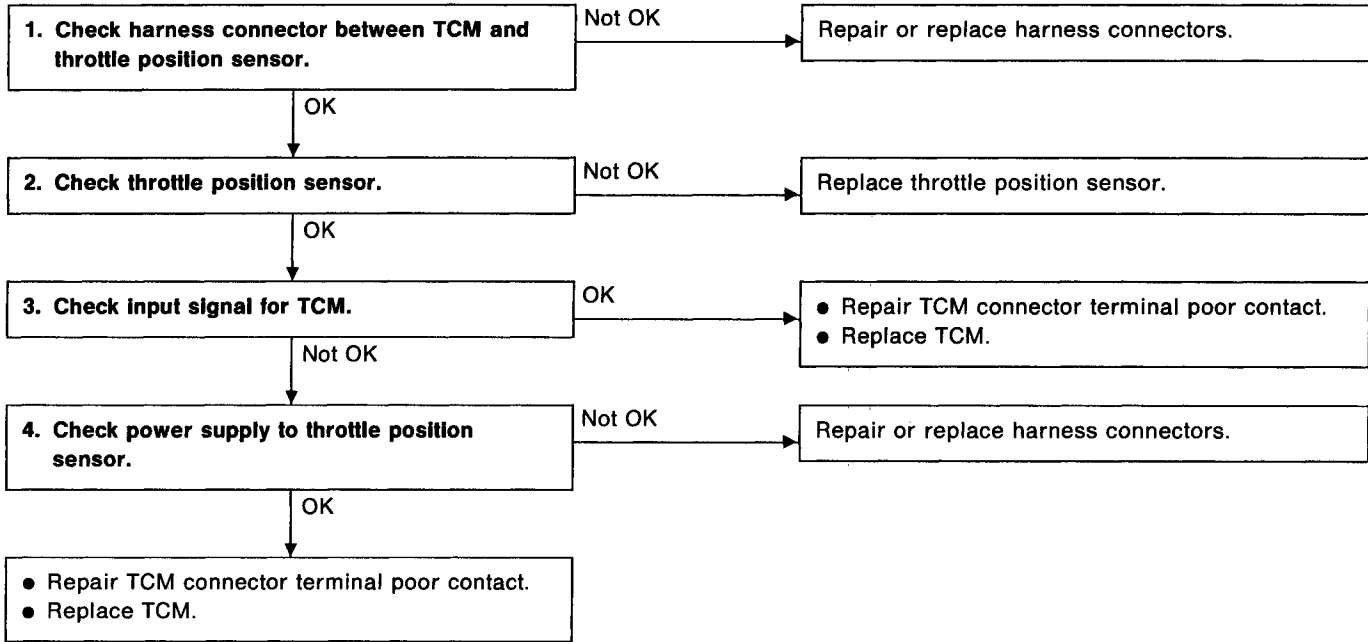 1. Check harness connector between TCM and
throttle position sensor.
Not OK
Repair or replace harness connectors.
OK
2. Check throttle position sensor.
Not OK
Replace throttle position sensor.
OK
3. Check input signal for TCM.
OK
● Repair TCM connector terminal poor contact.
● Replace TCM.
Not OK
4. Check power supply to throttle position
sensor.
Not OK
Repair or replace harness connectors.
OK
● Repair TCM connector terminal poor contact.
● Replace TCM.